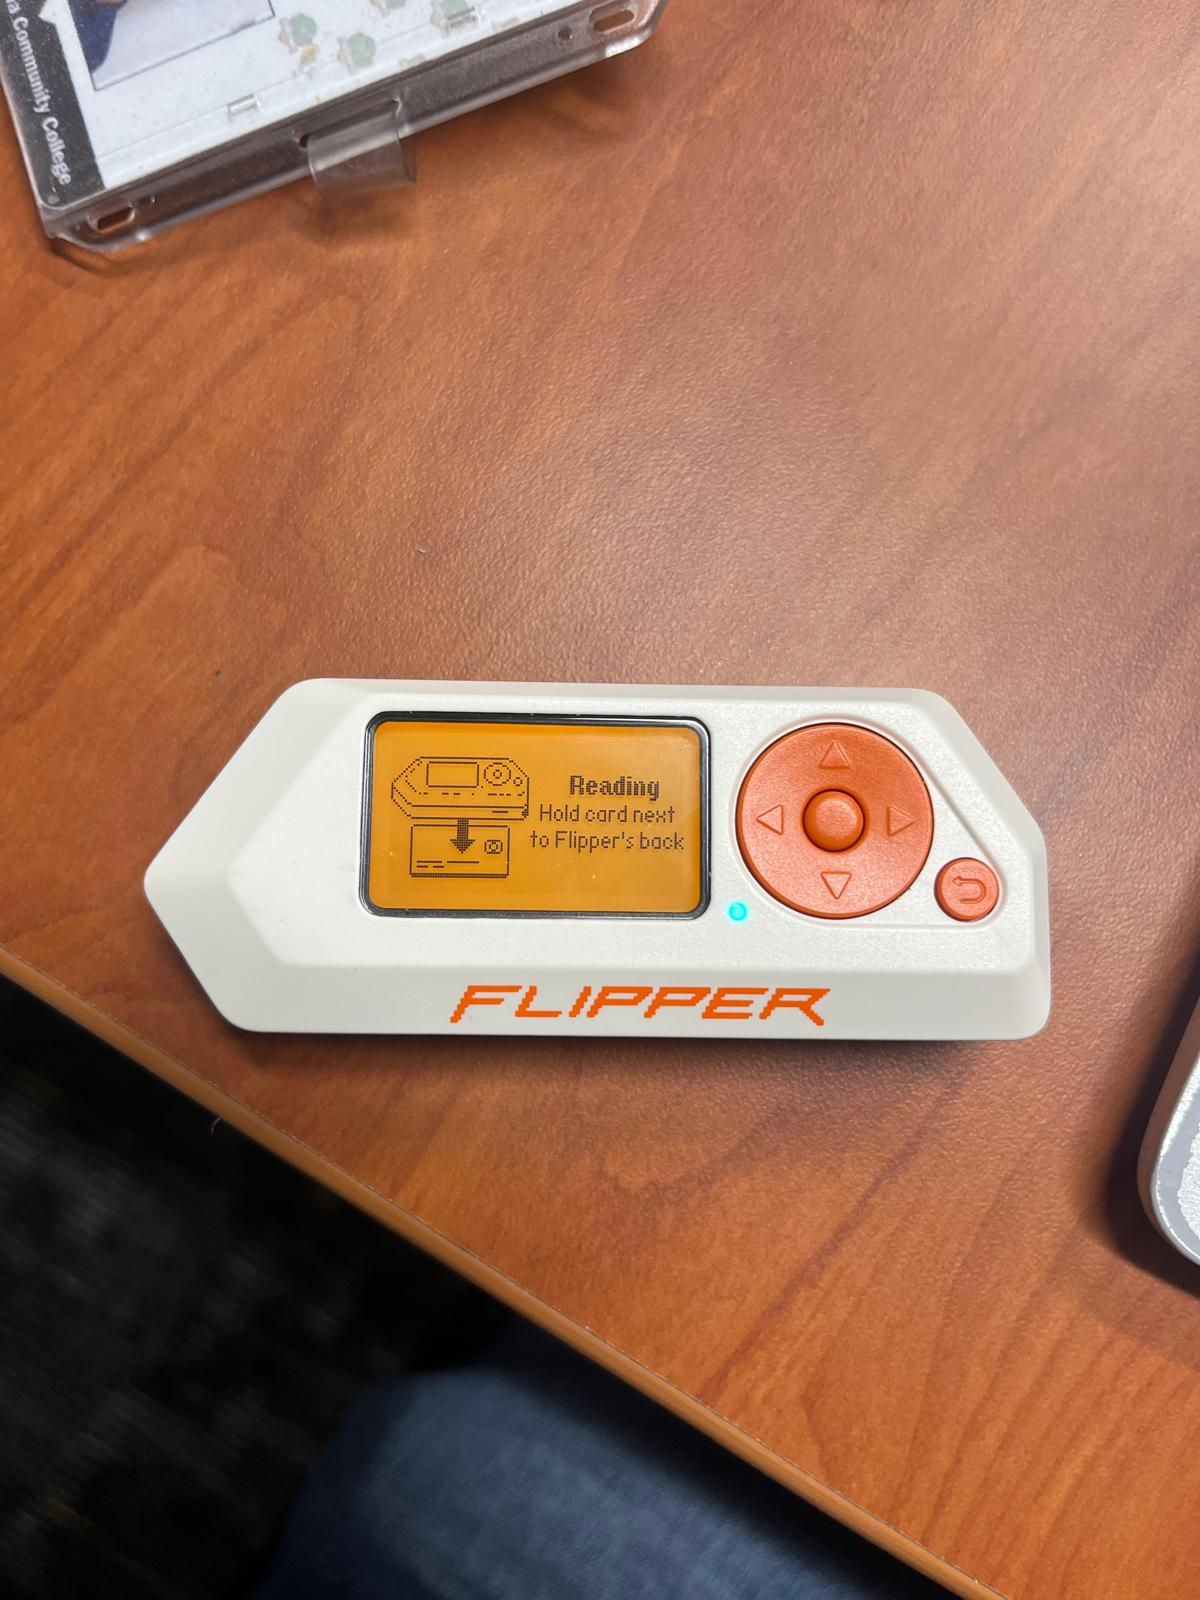 Community College
Reading
Hold card next
to Flipper's back
FLIPPER